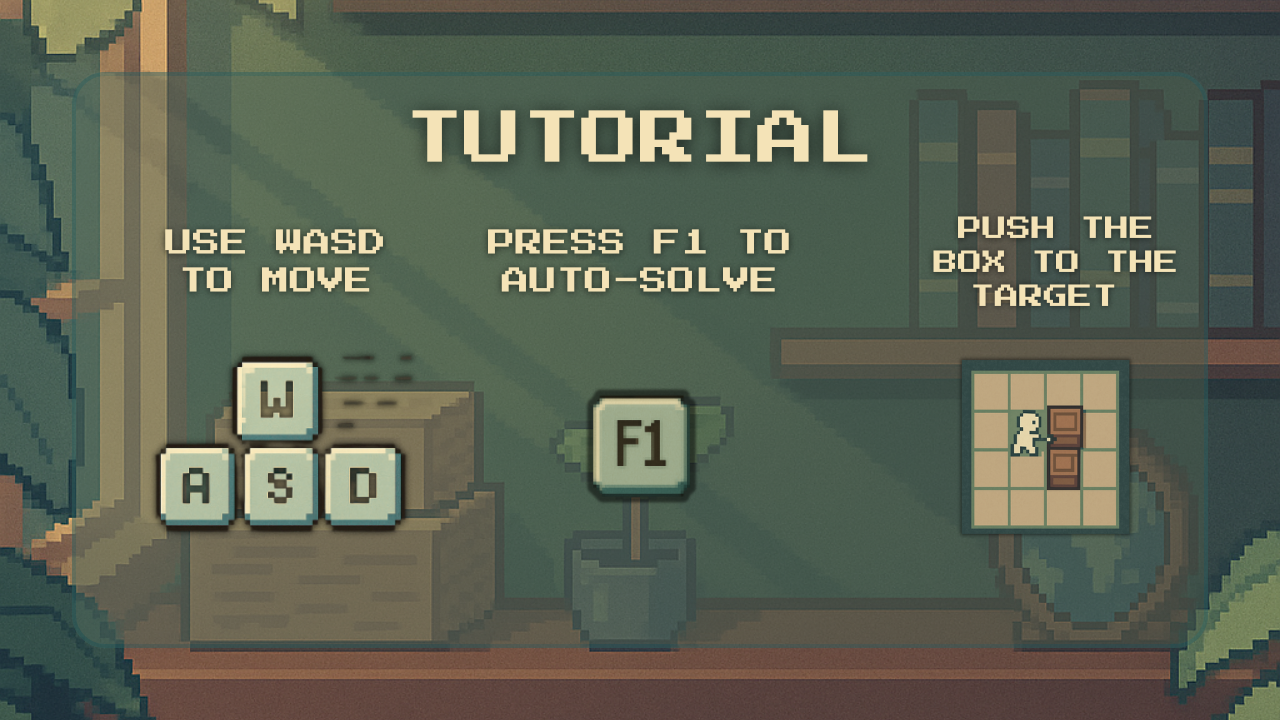 TUTORIAL
USE WASD
TO MOVE
PRESS F1 TO
AUTO-SOLVE
PUSH THE
BOX TO THE
TARGET
W
A S D
F1